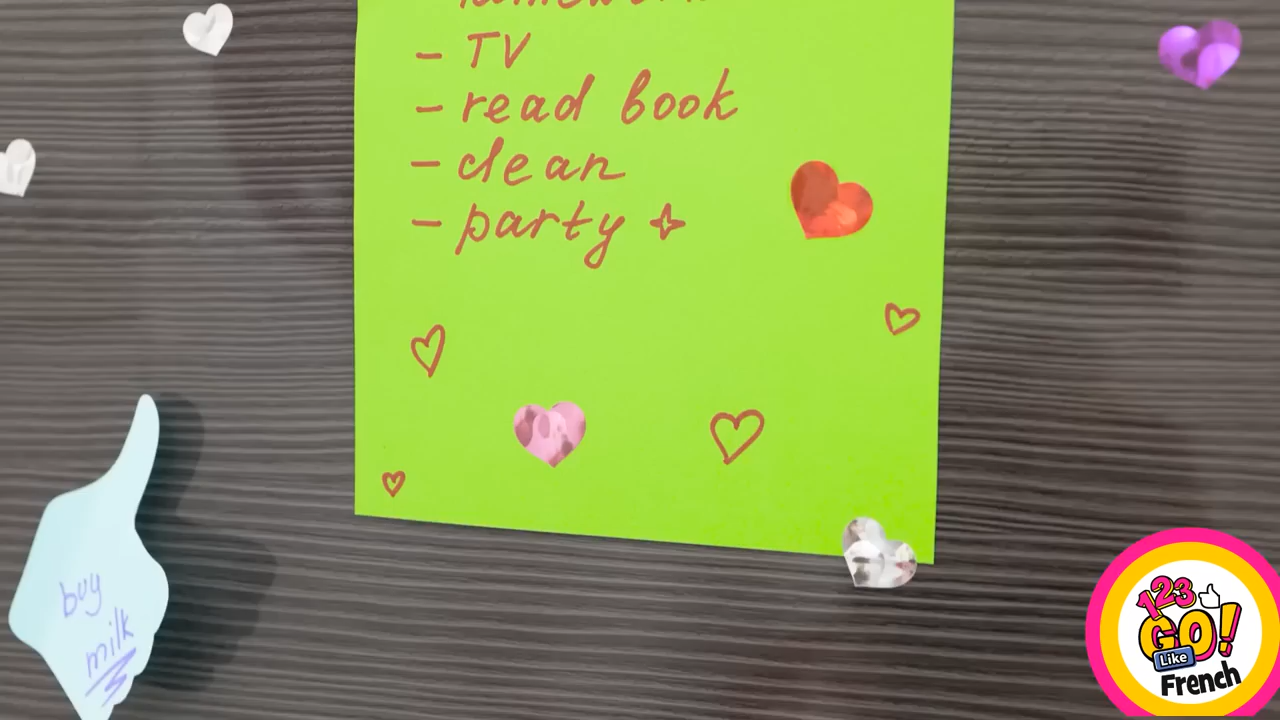 - TV
- read book
- clean
- party
buy
milk
123
GO!
Like
French